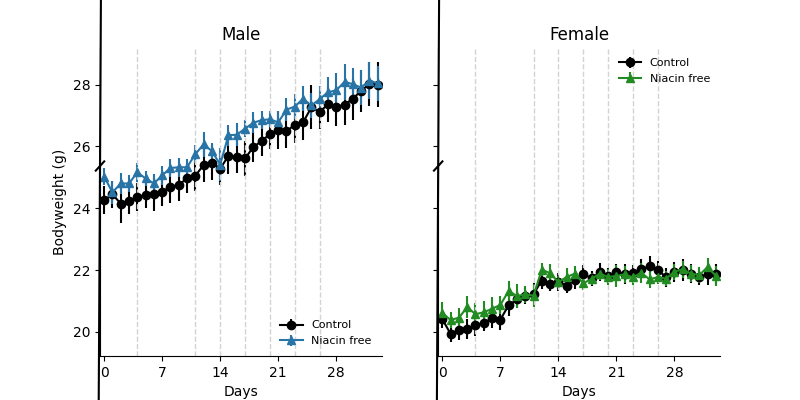 Male
Female
Bodyweight (g)
28
26
24
22
20
Control
Niacin free
Control
Niacin free
0 7 14 21 28
0 7 14 21 28
Days
Days